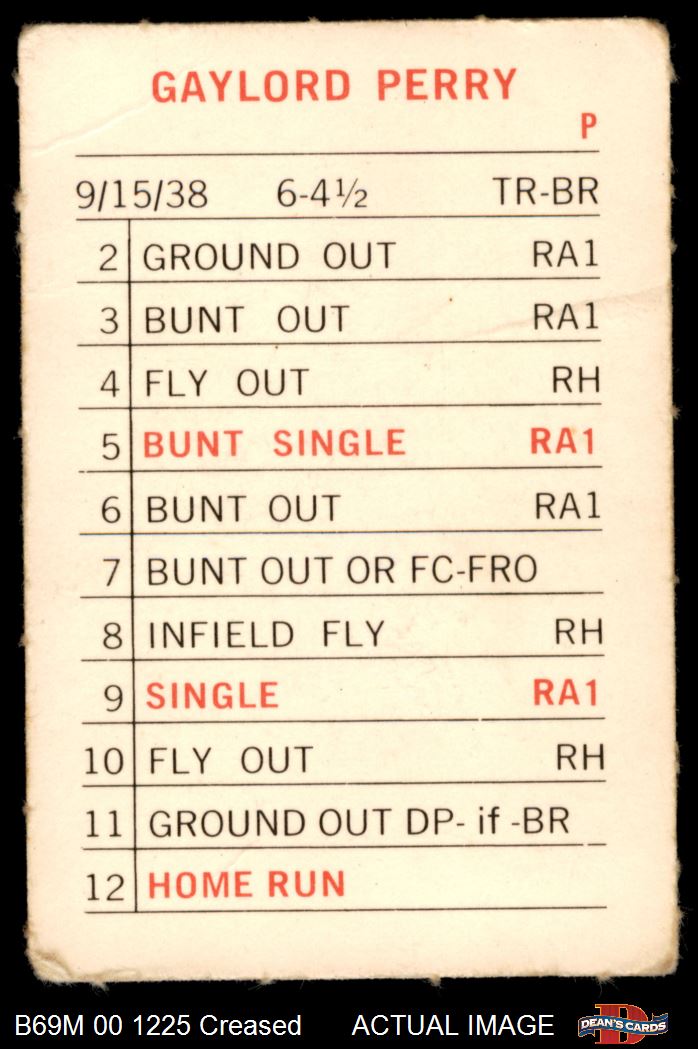 GAYLORD PERRY
P
9/15/38 6-4½ TR-BR
2 GROUND OUT RA1
3 BUNT OUT RA1
4 FLY OUT RH
5 BUNT SINGLE RA1
6 BUNT OUT RA1
7 BUNT OUT OR FC-FRO
8 INFIELD FLY RH
9 SINGLE RA1
10 FLY OUT RH
11 GROUND OUT DP- if -BR
12 HOME RUN
B69M 00 1225 Creased ACTUAL IMAGE DEAN'S CARDS